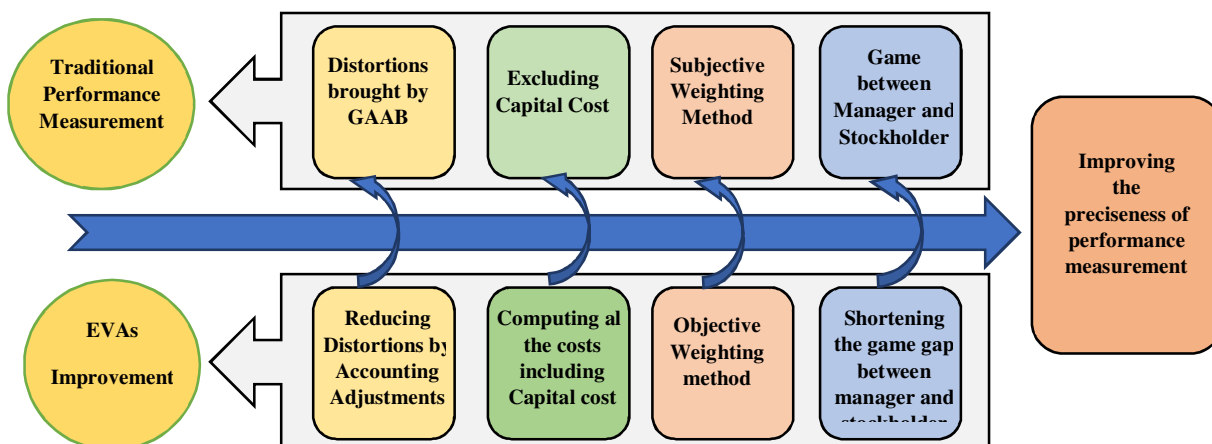 Traditional
Performance
Measurement
Distortions
brought by
GAAB
Excluding
Capital Cost
Subjective
Weighting
Method
Game
between
Manager and
Stockholder
Improving
the
preciseness of
performance
measurement
EVAs
Improvement
Reducing
Distortions by
Accounting
Adjustments
Computing al
the costs
including
Capital cost
Objective
Weighting
method
Shortening
the game gap
between
manager and
stockholder